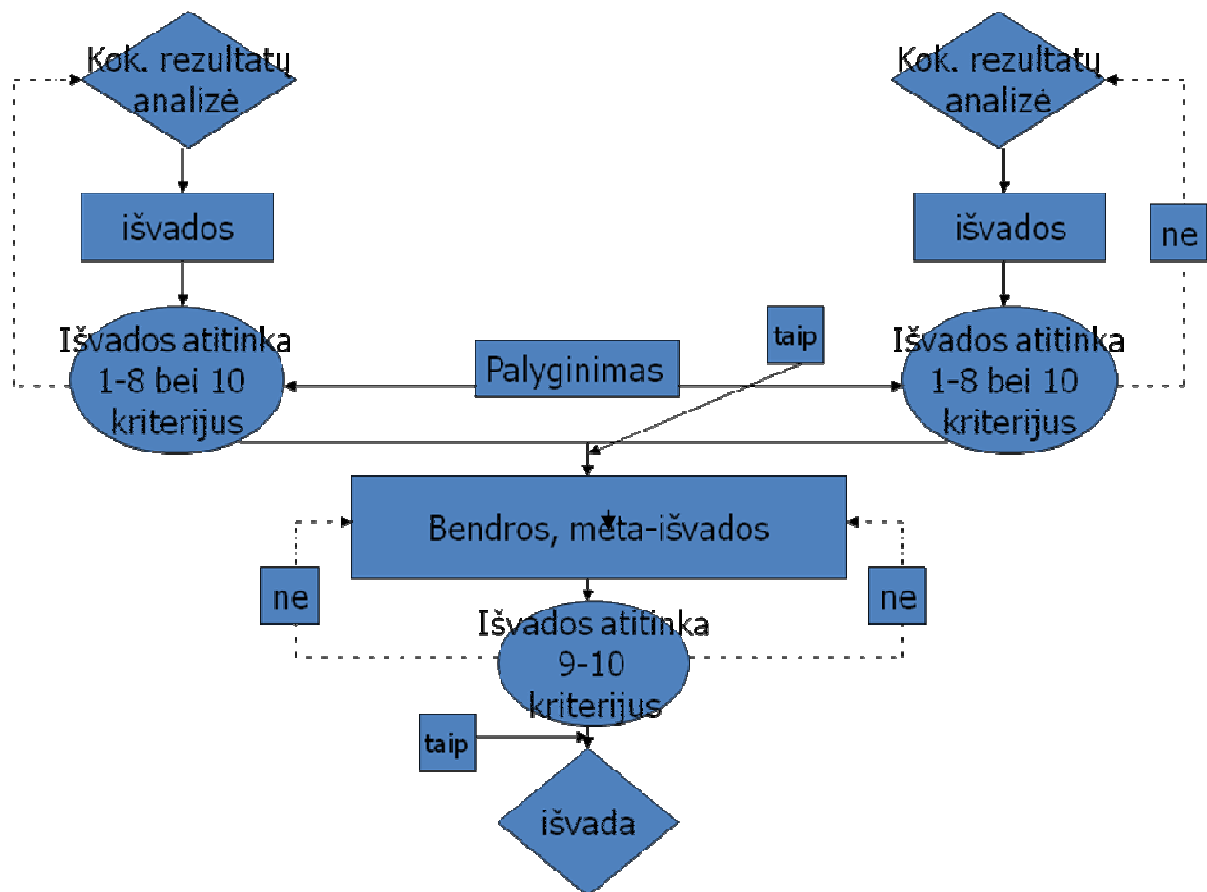 Kok. rezultatų
analizė
Kok. rezultatų
analizė
išvados
išvados
ne
Išvados atitinka
1-8 bei 10
kriterijus
Palyginimas
taip
Išvados atitinka
1-8 bei 10
kriterijus
Bendros, meta-išvados
ne
ne
Išvados atitinka
9-10
kriterijus
taip
išvada